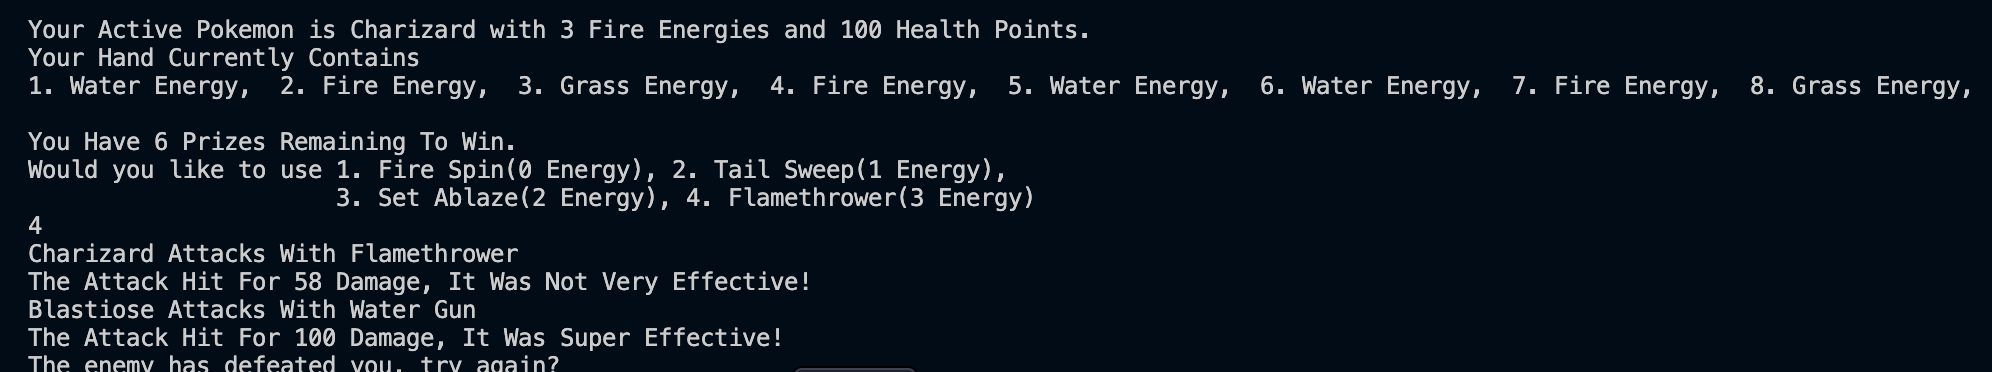 Your Active Pokemon is Charizard with 3 Fire Energies and 100 Health Points.
Your Hand Currently Contains
1. Water Energy,  2. Fire Energy,  3. Grass Energy,  4. Fire Energy,  5. Water Energy,  6. Water Energy,  7. Fire Energy,  8. Grass Energy,
You Have 6 Prizes Remaining To Win.
Would you like to use 1. Fire Spin(0 Energy), 2. Tail Sweep(1 Energy),
3. Set Ablaze(2 Energy), 4. Flamethrower(3 Energy)
4
Charizard Attacks With Flamethrower
The Attack Hit For 58 Damage, It Was Not Very Effective!
Blastiose Attacks With Water Gun
The Attack Hit For 100 Damage, It Was Super Effective!
The enemy has defeated you, try again?